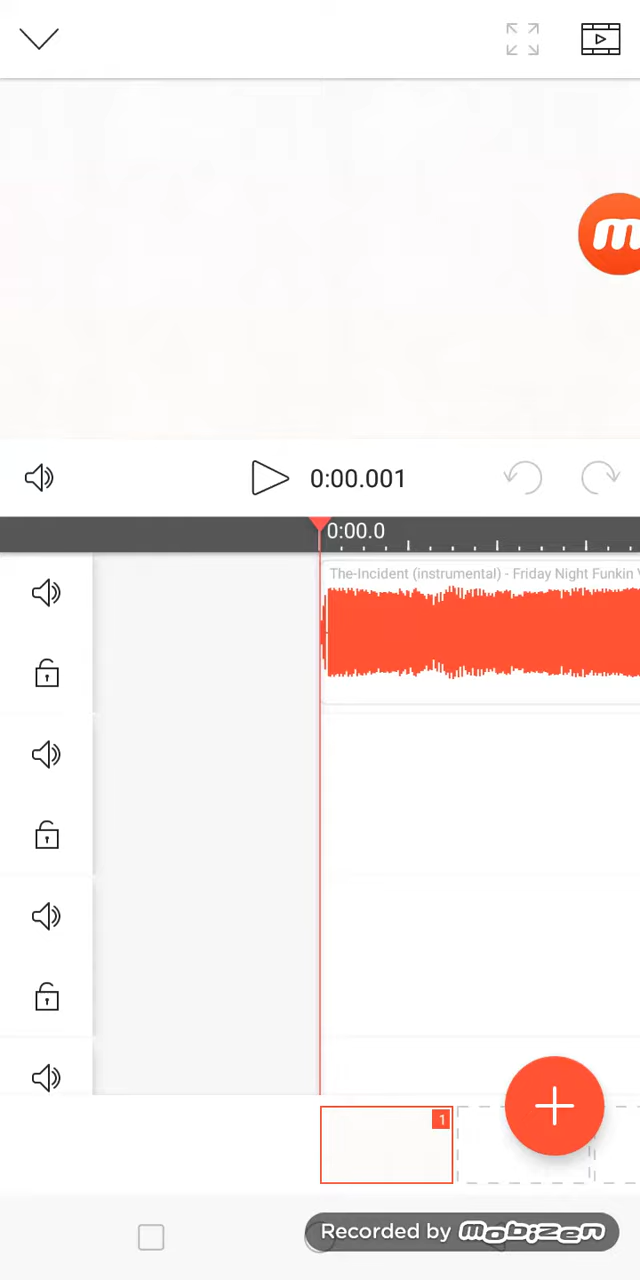 m
0:00.001
0:00.0
The-Incident (instrumental) - Friday Night Funkin
1
Recorded by mobizen